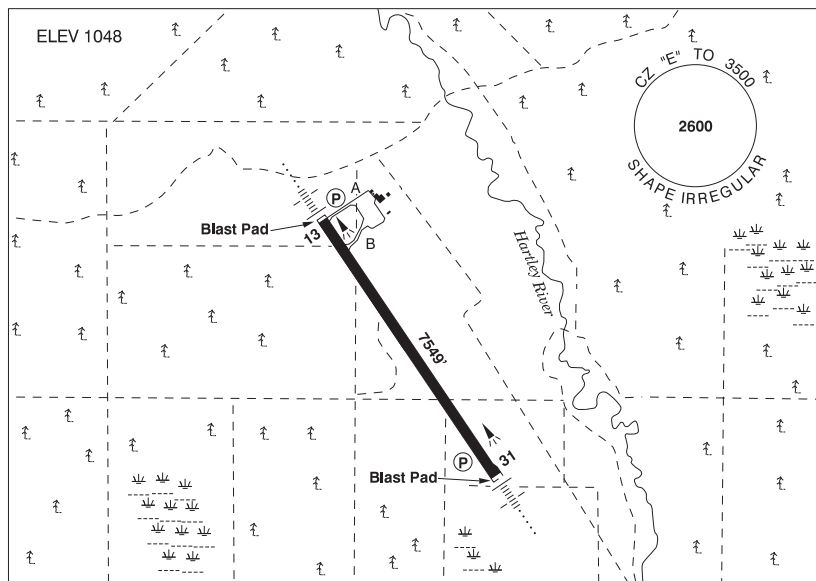 ELEV 1048
CZ "E" TO 3500
2600
SHAPE IRREGULAR
P
A
Blast Pad
13
B
Hartley River
7549'
31
P
Blast Pad